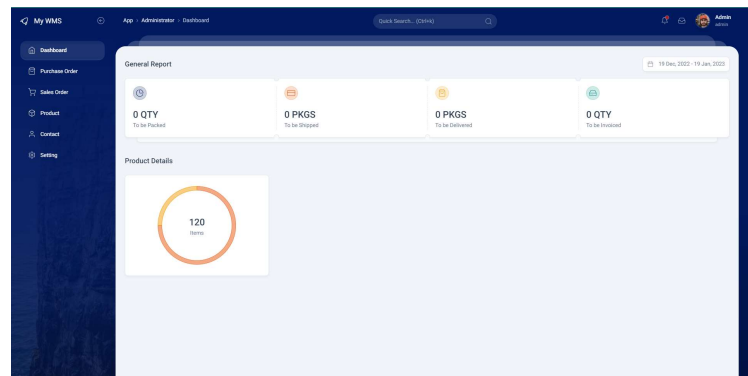 My WMS
App > Administrator > Dashboard
Quick Search... (Ctrl+k)
Admin
admin
Dashboard
Purchase Order
Sales Order
Product
Contact
Setting
General Report
19 Dec, 2022 - 19 Jan, 2023
0 QTY
To be Packed
0 PKGS
To be Shipped
0 PKGS
To be Delivered
0 QTY
To be Invoiced
Product Details
120
Items